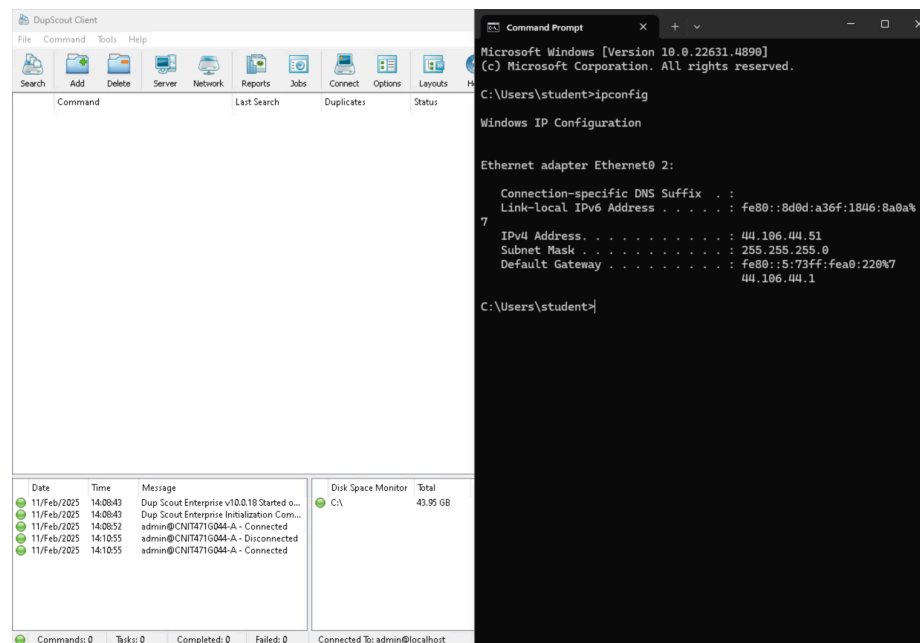 DupScout Client
File Command Tools Help
Search Add Delete Server Network Reports Jobs Connect Options Layouts
Command Last Search Duplicates Status
Date Time Message
11/Feb/2025 14:08:43 Dup Scout Enterprise v10.0.18 Started o...
11/Feb/2025 14:08:43 Dup Scout Enterprise Initialization Com...
11/Feb/2025 14:08:52 admin@CNIT471G044-A - Connected
11/Feb/2025 14:10:55 admin@CNIT471G044-A - Disconnected
11/Feb/2025 14:10:55 admin@CNIT471G044-A - Connected
Disk Space Monitor Total
C:\ 43.95 GB
Commands: 0 Tasks: 0 Completed: 0 Failed: 0 Connected To: admin@localhost
Command Prompt
Microsoft Windows [Version 10.0.22631.4890]
(c) Microsoft Corporation. All rights reserved.
C:\Users\student>ipconfig
Windows IP Configuration
Ethernet adapter Ethernet0 2:
Connection-specific DNS Suffix . :
Link-local IPv6 Address . . . . . : fe80::8d0d:a36f:1846:8a0a%
7
IPv4 Address. . . . . . . . . . . : 44.106.44.51
Subnet Mask . . . . . . . . . . . : 255.255.255.0
Default Gateway . . . . . . . . . : fe80::5:73ff:fea0:220%7
44.106.44.1
C:\Users\student>